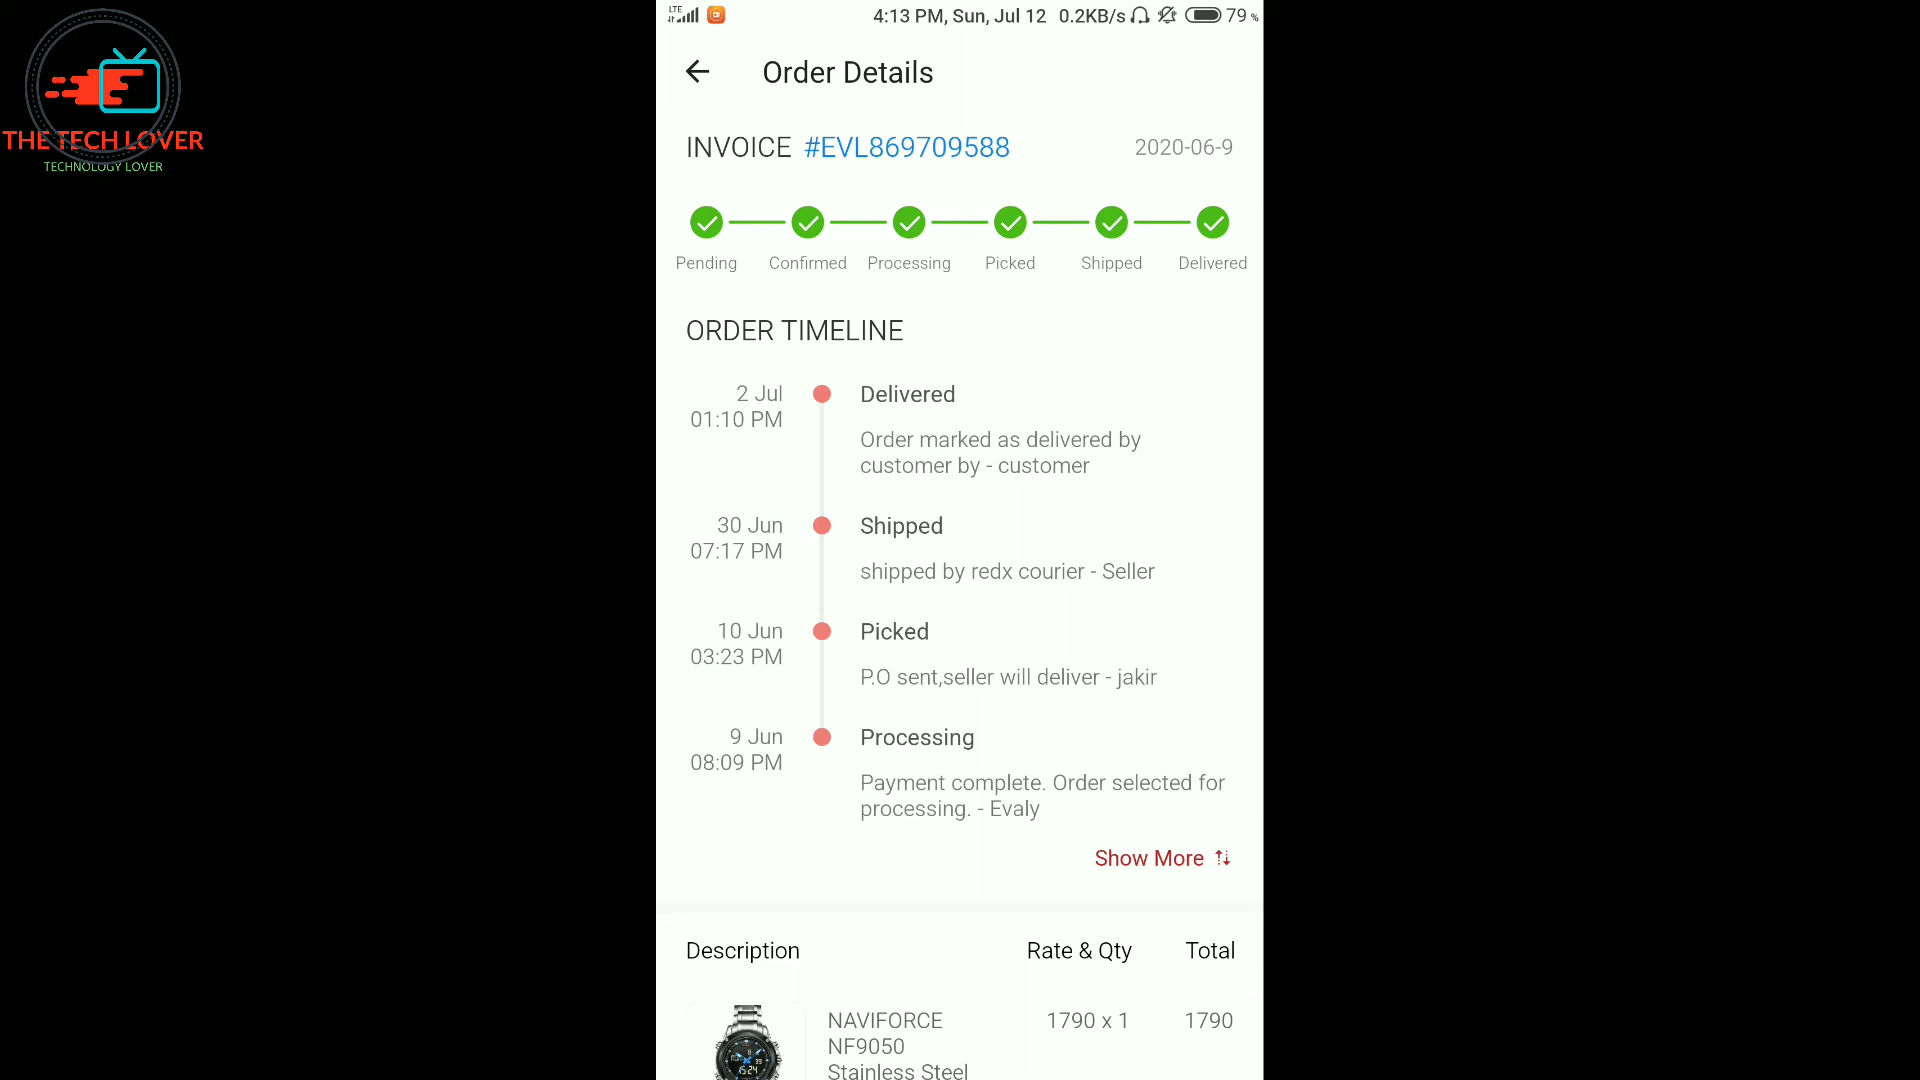 LTE
4:13 PM, Sun, Jul 12 0.2KB/s 79 %
THE TECH LOVER
TECHNOLOGY LOVER
Order Details
INVOICE #EVL869709588 2020-06-9
Pending Confirmed Processing Picked Shipped Delivered
ORDER TIMELINE
2 Jul Delivered
01:10 PM
Order marked as delivered by
customer by - customer
30 Jun Shipped
07:17 PM
shipped by redx courier - Seller
10 Jun Picked
03:23 PM
P.O sent,seller will deliver - jakir
9 Jun Processing
08:09 PM
Payment complete. Order selected for
processing. - Evaly
Show More
Description Rate & Qty Total
NAVIFORCE 1790 x 1 1790
NF9050
Stainless Steel
15:24